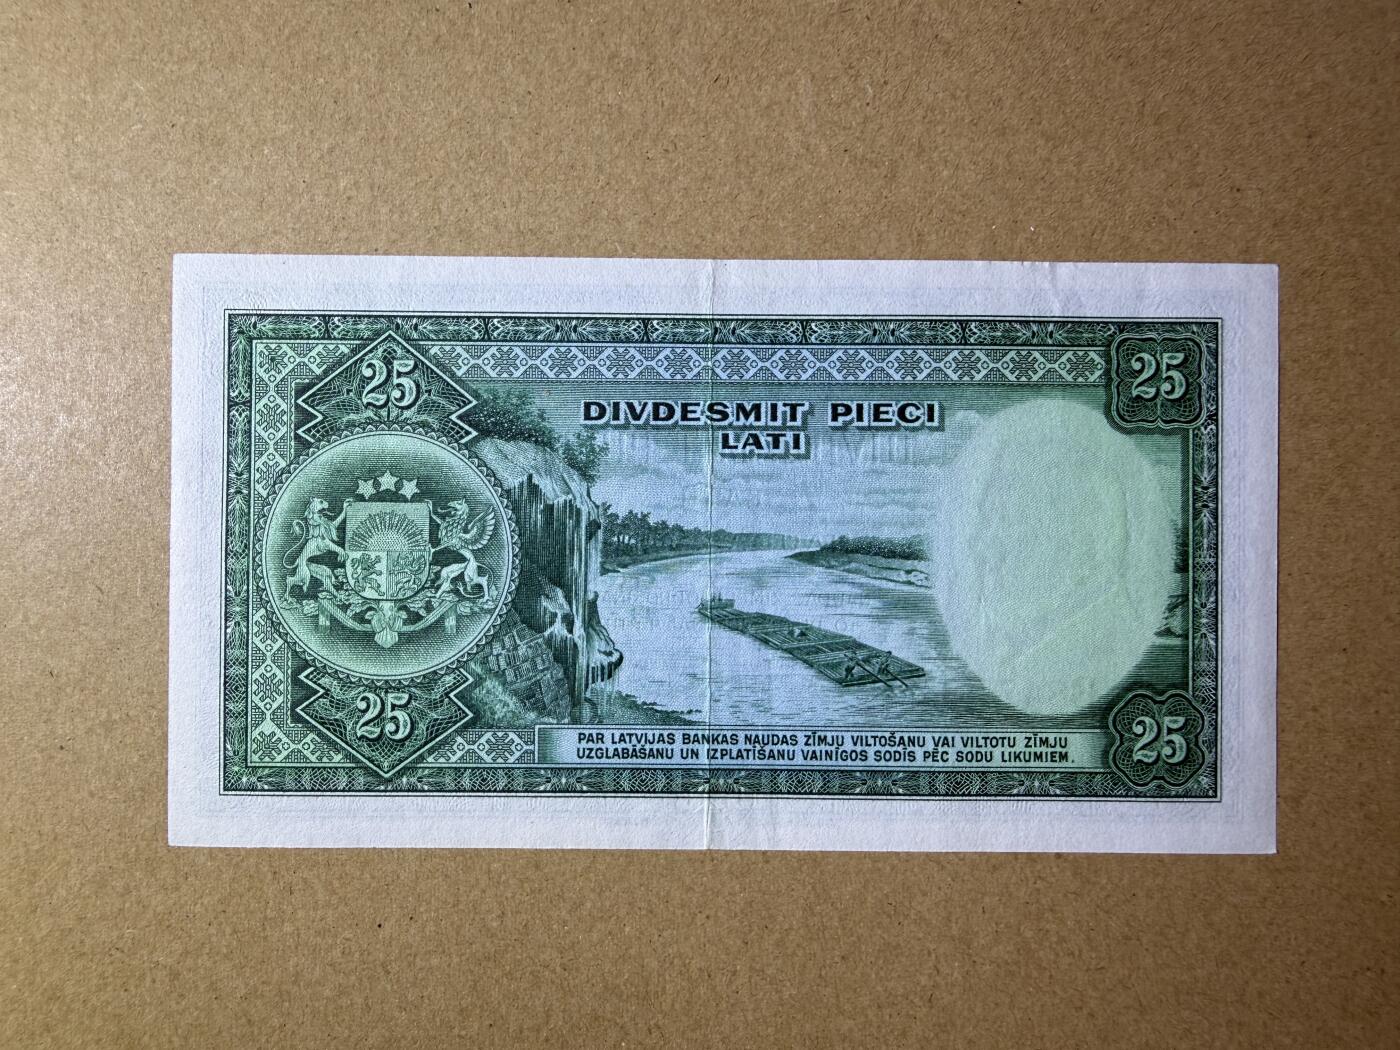 25
25
DIVDESMIT PIECI
LATI
25
25
PAR LATVIJAS BANKAS NAUDAS ZĪMJU VILTOŠANU VAI VILTOTU ZĪMJU
UZGLABĀŠANU UN IZPLATĪŠANU VAINĪGOS SODĪS PĒC SODU LIKUMIEM.